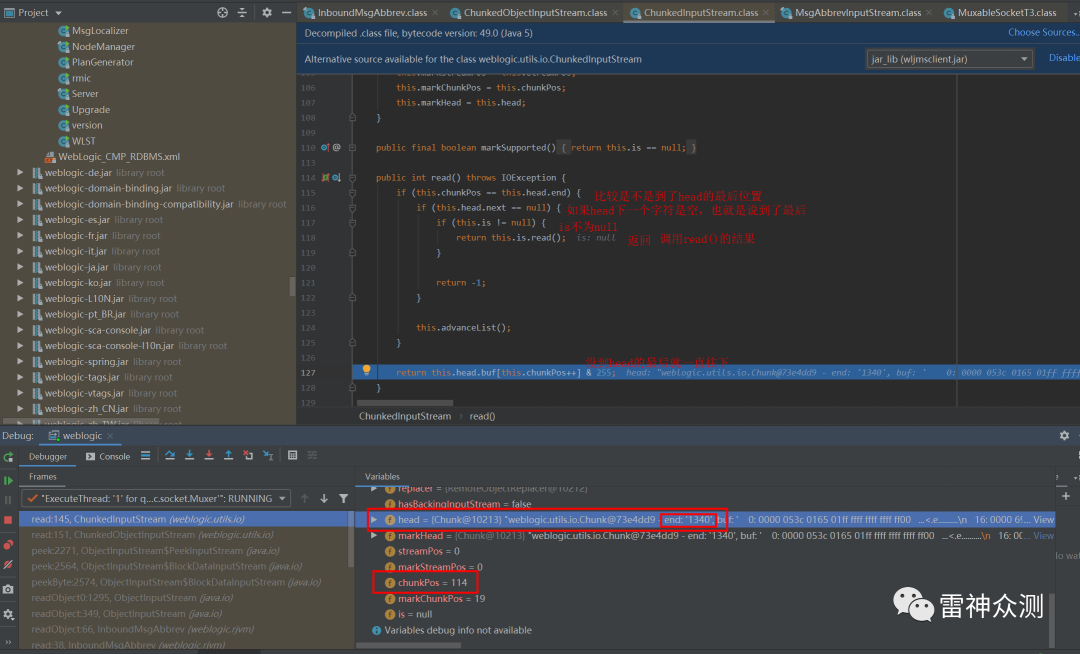 Project
InboundMsgAbbrev.class
ChunkedObjectInputStream.class
ChunkedInputStream.class
MsgAbbrevInputStream.class
MuxableSocketT3.class
MsgLocalizer
NodeManager
PlanGenerator
rmic
Server
Upgrade
version
WLST
WebLogic_CMP_RDBMS.xml
weblogic-de.jar library root
weblogic-domain-binding.jar library root
weblogic-domain-binding-compatibility.jar library root
weblogic-es.jar library root
weblogic-fr.jar library root
weblogic-it.jar library root
weblogic-ja.jar library root
weblogic-ko.jar library root
weblogic-L10N.jar library root
weblogic-pt_BR.jar library root
weblogic-sca-console.jar library root
weblogic-sca-console-l10n.jar library root
weblogic-spring.jar library root
weblogic-tags.jar library root
weblogic-vtags.jar library root
weblogic-zh_CN.jar library root
weblogic-zh_TW.jar library root
Decompiled .class file, bytecode version: 49.0 (Java 5)
Choose Sources...
Alternative source available for the class weblogic.utils.io.ChunkedInputStream
jar_lib (wljmsclient.jar)
Disable
106 this.markChunkPos = this.chunkPos;
107 this.markHead = this.head;
108 }
109
110 public final boolean markSupported() { return this.is == null; }
113
114 public int read() throws IOException {
115 if (this.chunkPos == this.head.end) { 比较是不是到了head的最后位置
116 if (this.head.next == null) { 如果head下一个字符是空，也就是说到了最后
117 if (this.is != null) { is不为null
118 return this.is.read(); is: null 返回 调用read()的结果
119 }
120
121 return -1;
122 }
123
124 this.advanceList();
125 }
126
127 return this.head.buf[this.chunkPos++] & 255; head: "weblogic.utils.io.Chunk@73e4dd9 - end: '1340', buf: ' 0: 0000 053c 0165 01ff ffff
128 }
129
ChunkedInputStream › read()
Debug: weblogic
Debugger
Console
Frames
"ExecuteThread: '1' for q...c.socket.Muxer'": RUNNING
read:145, ChunkedInputStream (weblogic.utils.io)
read:151, ChunkedObjectInputStream (weblogic.utils.io)
peek:2271, ObjectInputStream$PeekInputStream (java.io)
peek:2564, ObjectInputStream$BlockDataInputStream (java.io)
peekByte:2574, ObjectInputStream$BlockDataInputStream (java.io)
readObject0:1295, ObjectInputStream (java.io)
readObject:349, ObjectInputStream (java.io)
readObject:66, InboundMsgAbbrev (weblogic.rjvm)
read:38, InboundMsgAbbrev (weblogic.rjvm)
Variables
replacer = {RemoteObjectReplacer@10212}
hasBackingInputStream = false
head = {Chunk@10213} "weblogic.utils.io.Chunk@73e4dd9 - end: '1340', buf: ' 0: 0000 053c 0165 01ff ffff ffff ffff ff00 ...<.e.........\n 16: 0000 69... View
markHead = {Chunk@10213} "weblogic.utils.io.Chunk@73e4dd9 - end: '1340', buf: ' 0: 0000 053c 0165 01ff ffff ffff ffff ff00 ...<.e.........\n 16: 00... View
streamPos = 0
markStreamPos = 0
chunkPos = 114
markChunkPos = 19
is = null
Variables debug info not available
雷神众测